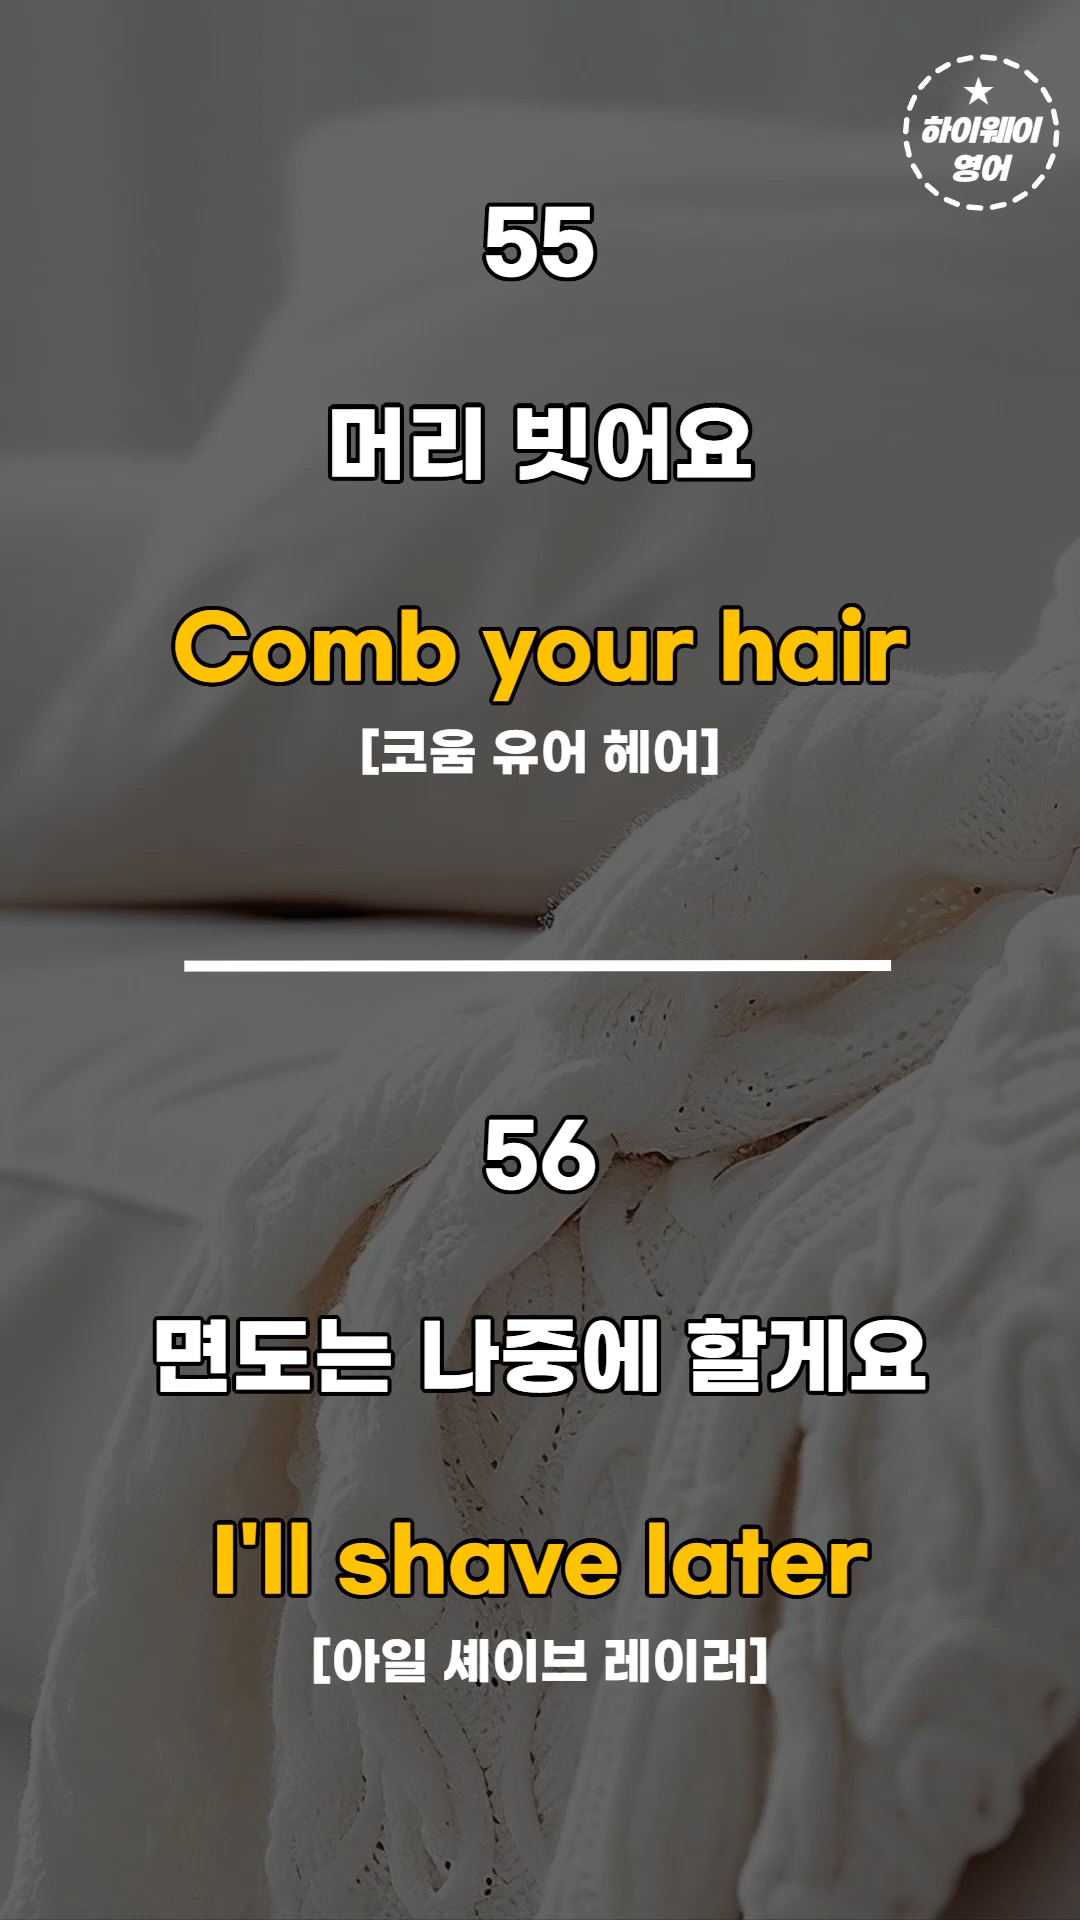 하이웨이
영어
55
머리 빗어요
Comb your hair
[코움 유어 헤어]
56
면도는 나중에 할게요
I'll shave later
[아일 셰이브 레이러]